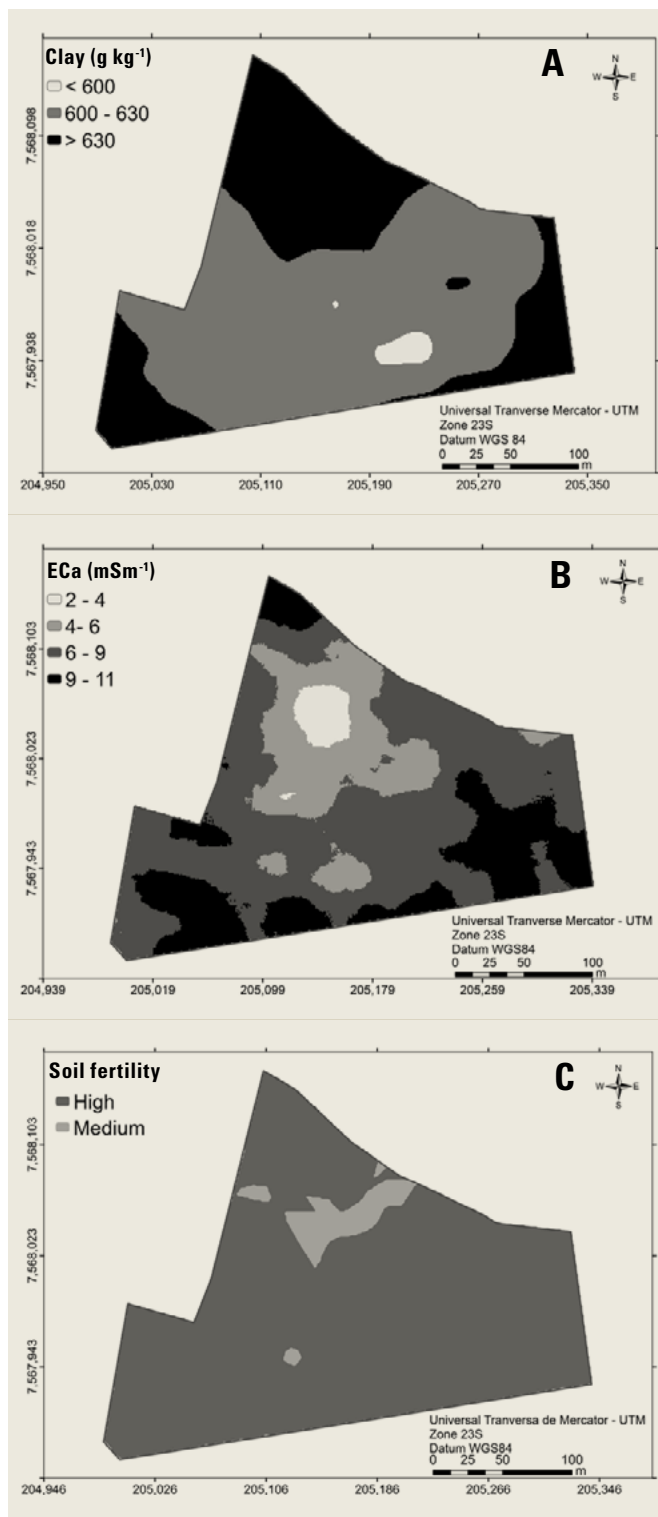 Clay (g kg-1)
< 600
600 - 630
> 630
A
N
W E
S
7,568,098
7,568,018
7,567,938
Universal Tranverse Mercator - UTM
Zone 23S
Datum WGS 84
0 25 50 100
m
204,950 205,030 205,110 205,190 205,270 205,350
ECa (mSm-1)
2 - 4
4- 6
6 - 9
9 - 11
B
N
W E
S
7,568,103
7,568,023
7,567,943
Universal Tranverse Mercator - UTM
Zone 23S
Datum WGS84
0 25 50 100
m
204,939 205,019 205,099 205,179 205,259 205,339
Soil fertility
High
Medium
C
N
W E
S
7,568,103
7,568,023
7,567,943
Universal Tranversa de Mercator - UTM
Zone 23S
Datum WGS84
0 25 50 100
m
204,946 205,026 205,106 205,186 205,266 205,346